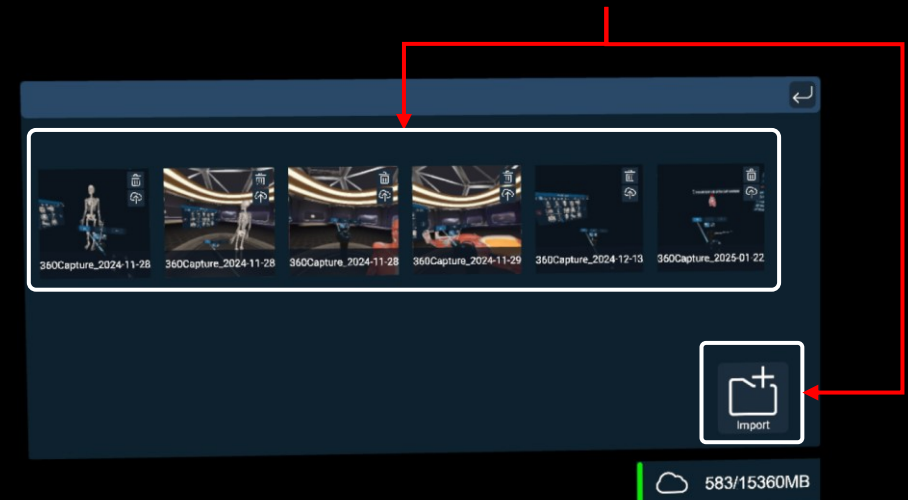 360Capture_2024-11-28
360Capture_2024-11-28
360Capture_2024-11-28
360Capture_2024-11-29
360Capture_2024-12-13
360Capture_2025-01-22
Import
583/15360MB